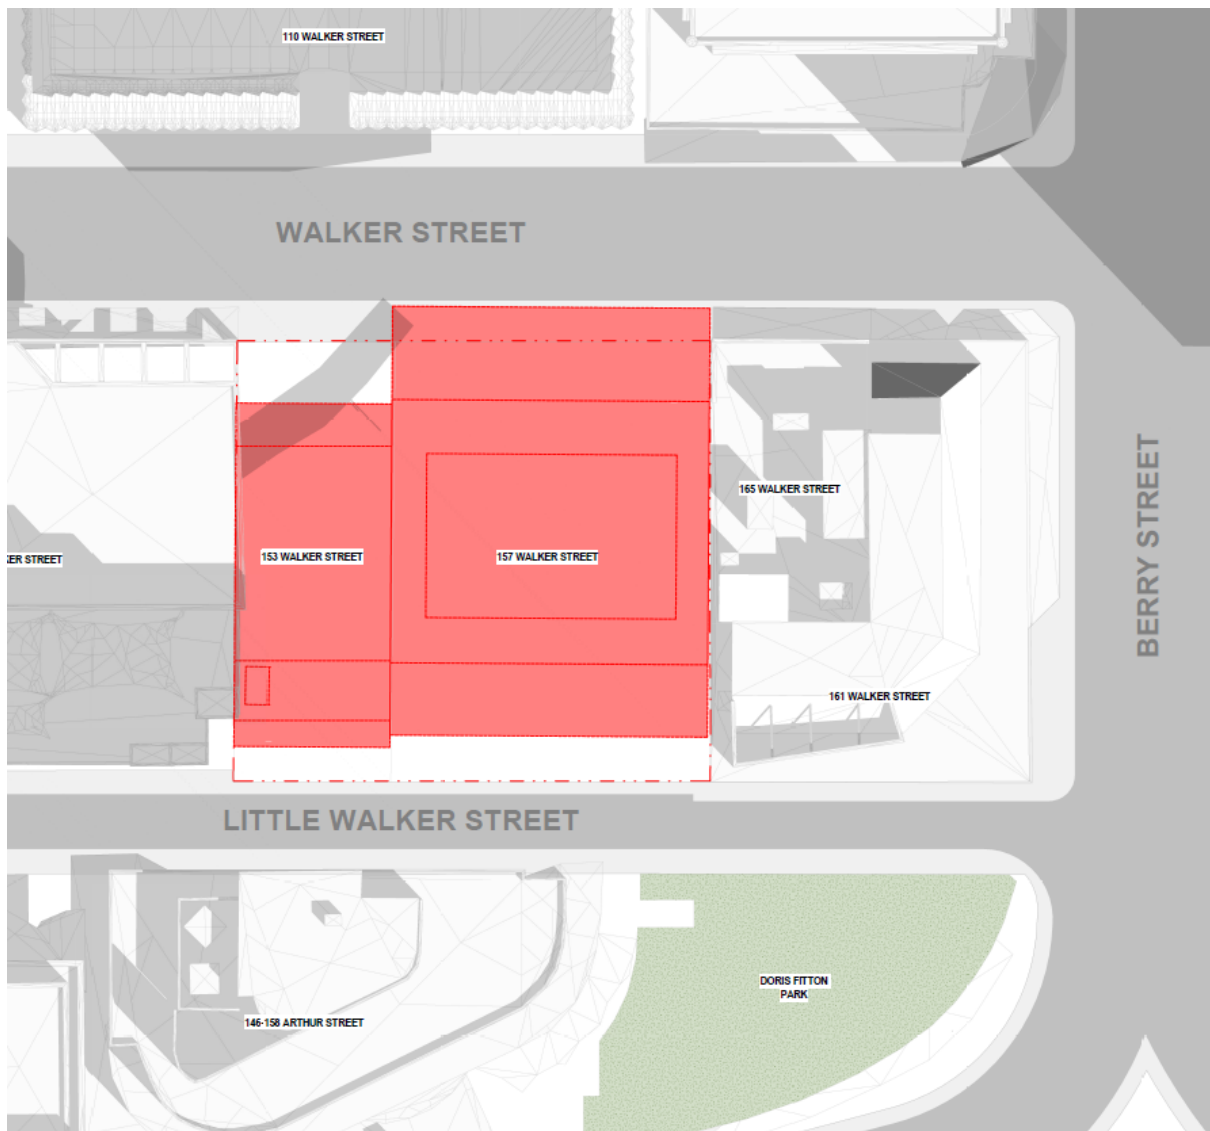 110 WALKER STREET
WALKER STREET
165 WALKER STREET
153 WALKER STREET
157 WALKER STREET
KER STREET
BERRY STREET
161 WALKER STREET
LITTLE WALKER STREET
DORIS FITTON
PARK
146-158 ARTHUR STREET